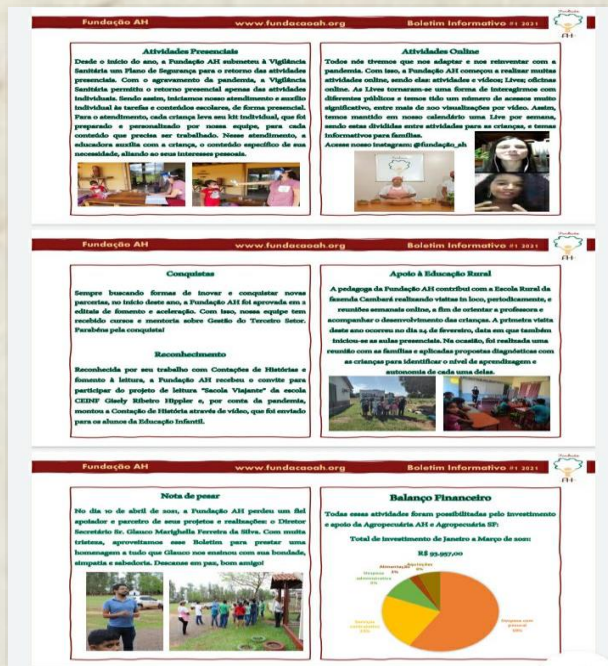 Fundação AH www.fundacaoah.org Boletim Informativo #1 2021
Fundação
AH
Atividades Presenciais
Desde o início do ano, a Fundação AH submeteu à Vigilância
Sanitária um Plano de Segurança para o retorno das atividades
presenciais. Com o agravamento da pandemia, a Vigilância
Sanitária permitiu o retorno presencial apenas das atividades
individuais. Sendo assim, iniciamos nosso atendimento e auxílio
individual às tarefas e conteúdos escolares, de forma presencial.
Para o atendimento, cada criança leva seu kit individual, que foi
preparado e personalizado por nossa equipe, para cada
conteúdo que precisa ser trabalhado. Nesse atendimento, a
educadora auxilia com a criança, o conteúdo específico de sua
necessidade, aliando ao seus interesses pessoais.
Atividades Online
Todos nós tivemos que nos adaptar e nos reinventar com a
pandemia. Com isso, a Fundação AH começou a realizar muitas
atividades online, sendo elas: atividades e vídeos; Lives; oficinas
online. As Lives tornaram-se uma forma de interagirmos com
diferentes públicos e temos tido um número de acessos muito
significativo, entre mais de 200 visualizações por vídeo. Assim,
temos mantido em nosso calendário uma Live por semana,
sendo estas divididas entre atividades para as crianças, e temas
informativos para famílias.
Acesse nosso instagram: @fundação_ah
Fundação AH www.fundacaoah.org Boletim Informativo #1 2021
Fundação
AH
Conquistas
Sempre buscando formas de inovar e conquistar novas
parcerias, no início deste ano, a Fundação AH foi aprovada em 2
editais de fomento e aceleração. Com isso, nossa equipe tem
recebido cursos e mentoria sobre Gestão do Terceiro Setor.
Parabéns pela conquista!
Reconhecimento
Reconhecida por seu trabalho com Contações de Histórias e
fomento à leitura, a Fundação AH recebeu o convite para
participar do projeto de leitura "Sacola Viajante" da escola
CEINF Gisely Ribeiro Hippler e, por conta da pandemia,
montou a Contação de História através de vídeo, que foi enviado
para os alunos da Educação Infantil.
Apoio à Educação Rural
A pedagoga da Fundação AH contribui com a Escola Rural da
fazenda Cambará realizando visitas in loco, periodicamente, e
reuniões semanais online, a fim de orientar a professora e
acompanhar o desenvolvimento das crianças. A primeira visita
deste ano ocorreu no dia 24 de fevereiro, data em que também
iniciou-se as aulas presenciais. Na ocasião, foi realizada uma
reunião com as famílias e aplicadas propostas diagnósticas com
as crianças para identificar o nível de aprendizagem e
autonomia de cada uma delas.
Fundação AH www.fundacaoah.org Boletim Informativo #1 2021
Fundação
AH
Nota de pesar
No dia 10 de abril de 2021, a Fundação AH perdeu um fiel
apoiador e parceiro de seus projetos e realizações: o Diretor
Secretário Sr. Glauco Marighella Ferreira da Silva. Com muita
tristeza, aproveitamos esse Boletim para prestar uma
homenagem a tudo que Glauco nos ensinou com sua bondade,
simpatia e sabedoria. Descanse em paz, bom amigo!
Balanço Financeiro
Todas essas atividades foram possibilitadas pelo investimento
e apoio da Agropecuária AH e Agropecuária SF:
Total de investimento de Janeiro a Março de 2021:
R$ 93.957,00
Alimentação
Despesa
administrativa
Despesas com
pessoal